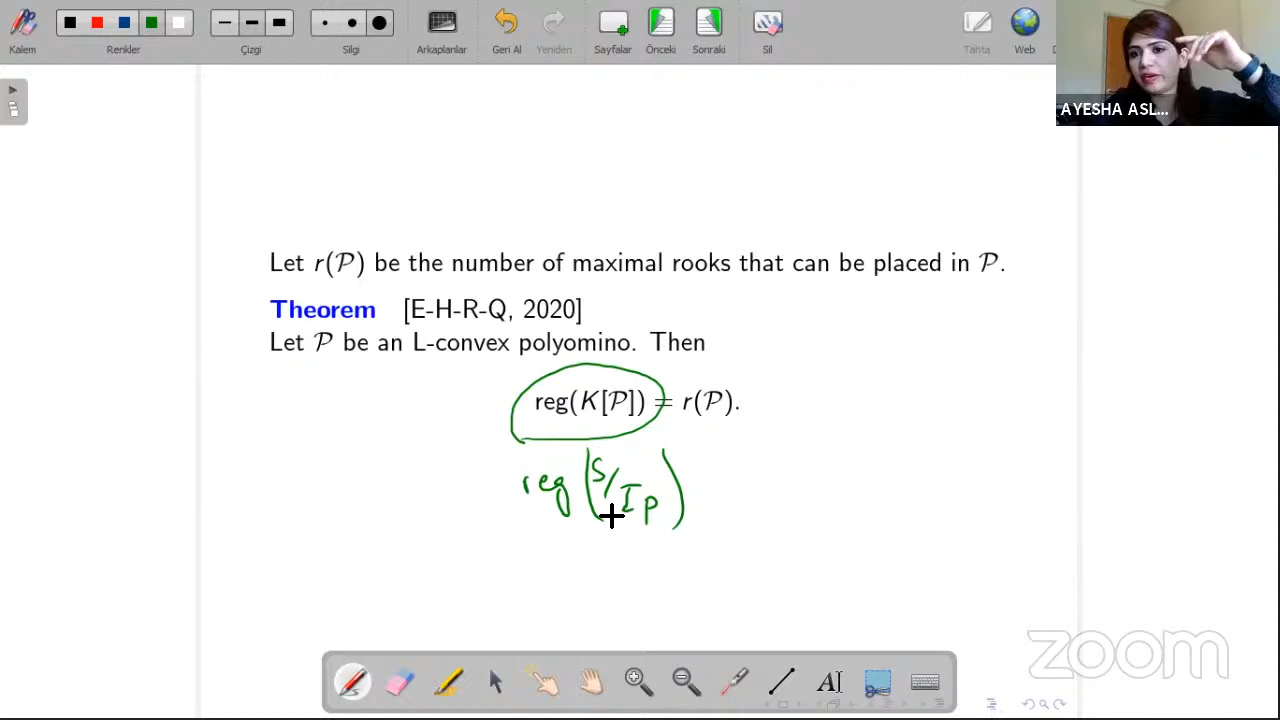 Kalem
Renkler
Çizgi
Silgi
Arkaplanlar
Geri Al
Yeniden
Sayfalar
Önceki
Sonraki
Sil
Tahta
Web
AYESHA ASL...
Let r(𝒫) be the number of maximal rooks that can be placed in 𝒫.
Theorem [E-H-R-Q, 2020]
Let 𝒫 be an L-convex polyomino. Then
reg(K[𝒫]) = r(𝒫).
reg (S/I_P)
zoom